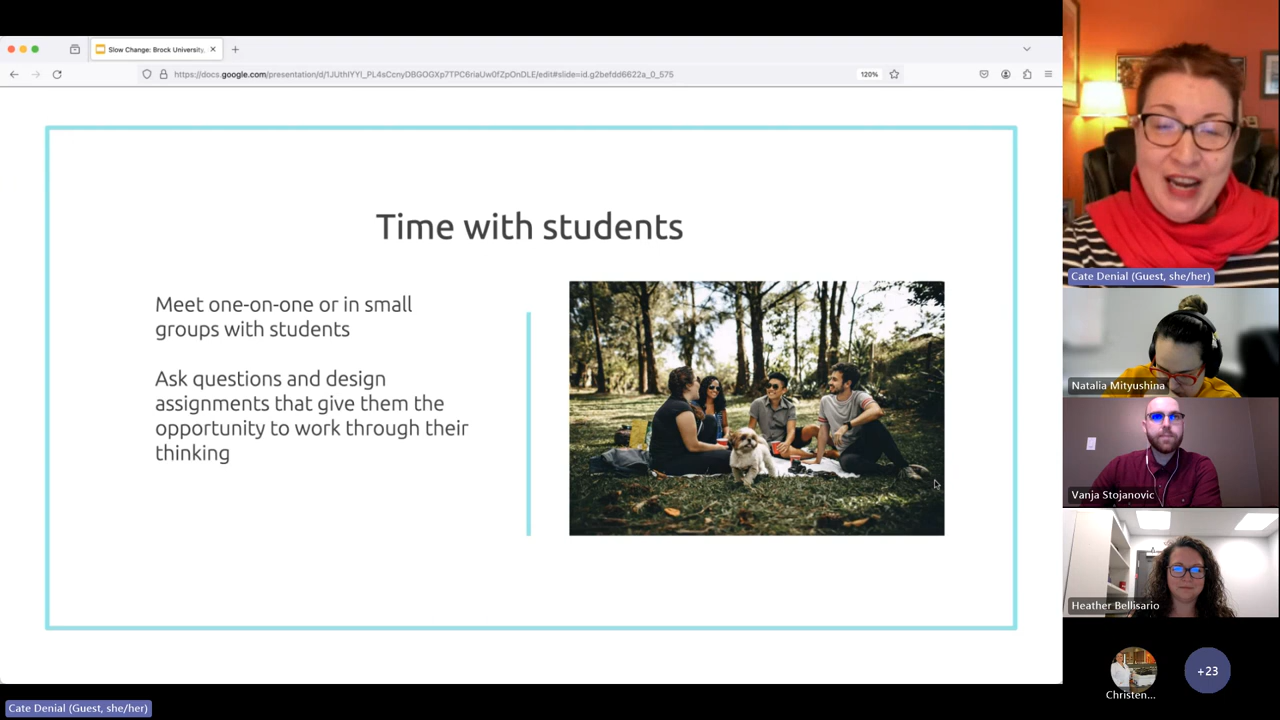 Slow Change: Brock University,
https://docs.google.com/presentation/d/1JUthIYYI_PL4sCcnyDBGOGXp7TPC6riaUw0fZpOnDLE/edit#slide=id.g2befdd6622a_0_575
120%
Time with students
Meet one-on-one or in small
groups with students
Ask questions and design
assignments that give them the
opportunity to work through their
thinking
Cate Denial (Guest, she/her)
Natalia Mityushina
Vanja Stojanovic
Heather Bellisario
Christen...
+23
Cate Denial (Guest, she/her)